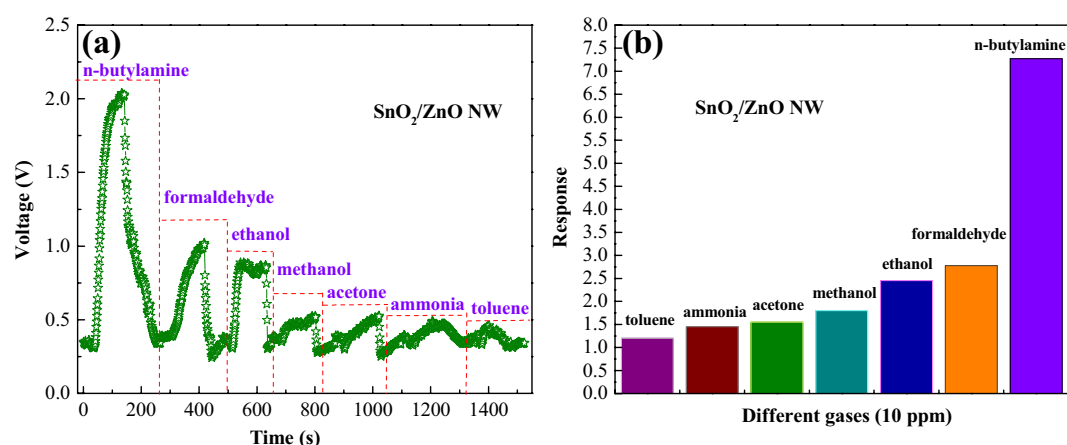 (a)
n-butylamine
SnO2/ZnO NW
formaldehyde
ethanol
methanol
acetone
ammonia
toluene
Voltage (V)
2.5
2.0
1.5
1.0
0.5
0.0
0 200 400 600 800 1000 1200 1400
Time (s)
(b)
n-butylamine
SnO2/ZnO NW
formaldehyde
ethanol
methanol
acetone
ammonia
toluene
Response
8.0
7.5
7.0
6.5
6.0
5.5
5.0
4.5
4.0
3.5
3.0
2.5
2.0
1.5
1.0
0.5
0.0
Different gases (10 ppm)